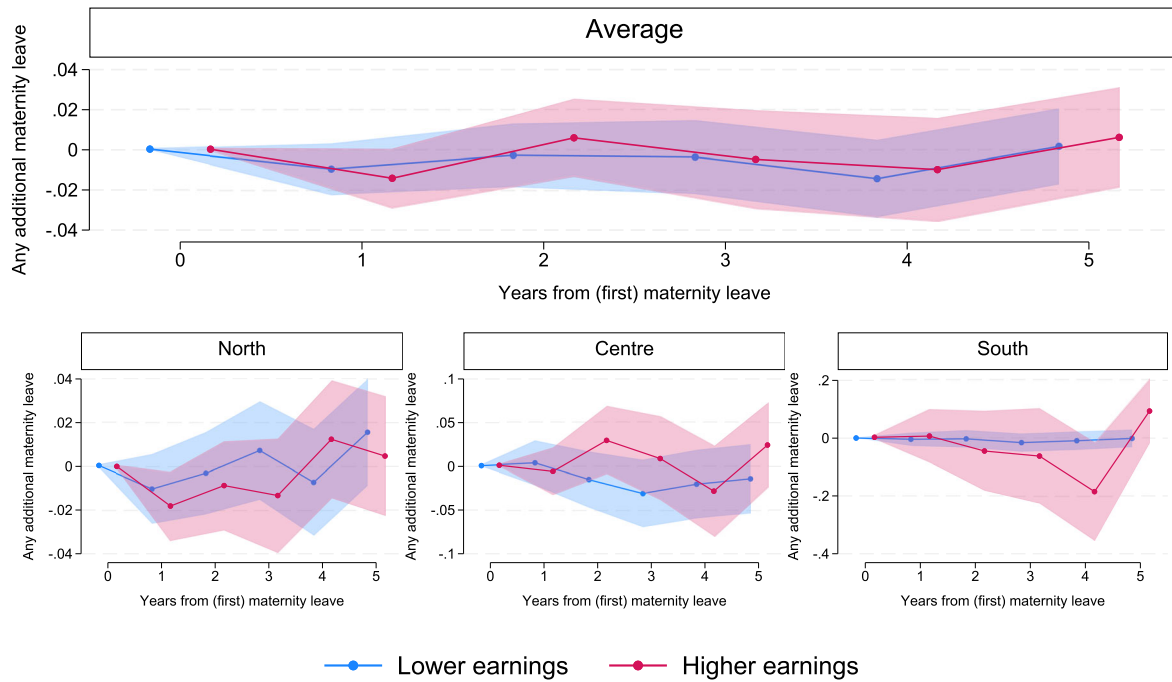 Average
Any additional maternity leave
.04
.02
0
-.02
-.04
0 1 2 3 4 5
Years from (first) maternity leave
North
Any additional maternity leave
.04
.02
0
-.02
-.04
0 1 2 3 4 5
Years from (first) maternity leave
Centre
Any additional maternity leave
.1
.05
0
-.05
-.1
0 1 2 3 4 5
Years from (first) maternity leave
South
Any additional maternity leave
.2
0
-.2
-.4
0 1 2 3 4 5
Years from (first) maternity leave
Lower earnings Higher earnings